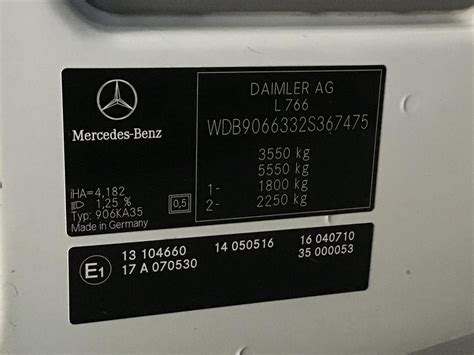 Mercedes-Benz
iHA=4,182
1,25 %
Typ: 906KA35
Made in Germany
0,5
DAIMLER AG
L 766
WDB9066332S367475
3550 kg
5550 kg
1- 1800 kg
2- 2250 kg
E1
13 104660 14 050516 16 040710
17 A 070530 35 000053